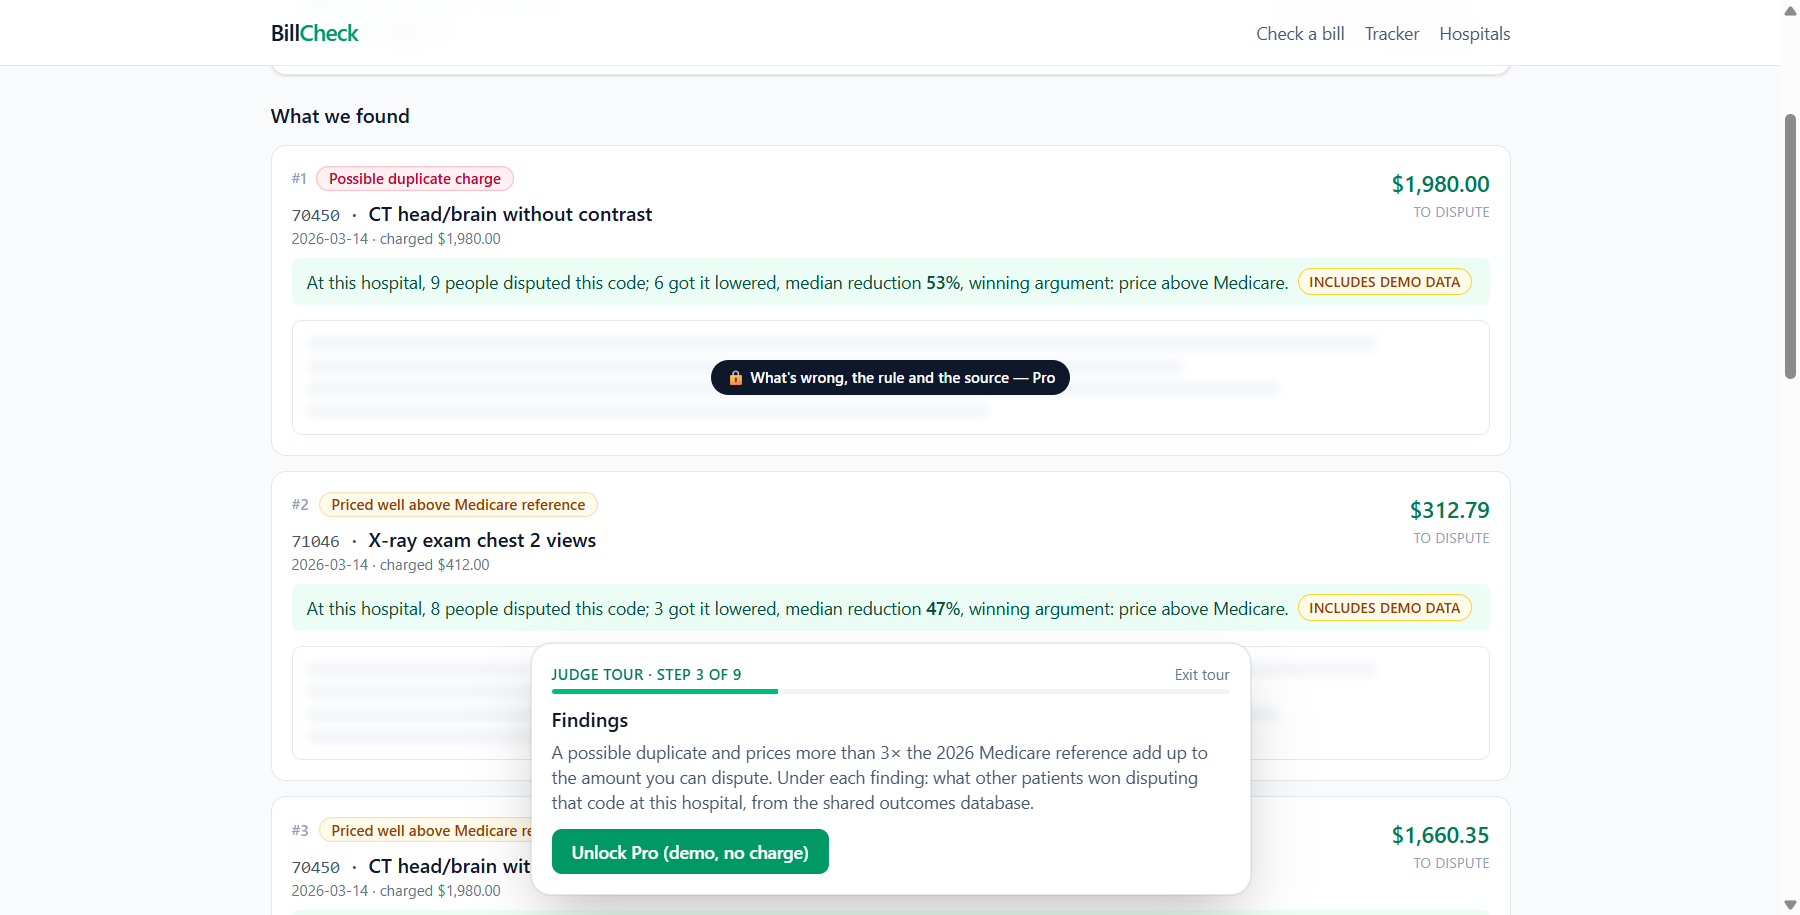 BillCheck
Check a bill
Tracker
Hospitals
What we found
#1 Possible duplicate charge
$1,980.00
TO DISPUTE
70450 · CT head/brain without contrast
2026-03-14 · charged $1,980.00
At this hospital, 9 people disputed this code; 6 got it lowered, median reduction 53%, winning argument: price above Medicare. INCLUDES DEMO DATA
🔒 What's wrong, the rule and the source — Pro
#2 Priced well above Medicare reference
$312.79
TO DISPUTE
71046 · X-ray exam chest 2 views
2026-03-14 · charged $412.00
At this hospital, 8 people disputed this code; 3 got it lowered, median reduction 47%, winning argument: price above Medicare. INCLUDES DEMO DATA
JUDGE TOUR · STEP 3 OF 9
Exit tour
Findings
A possible duplicate and prices more than 3× the 2026 Medicare reference add up to
the amount you can dispute. Under each finding: what other patients won disputing
that code at this hospital, from the shared outcomes database.
Unlock Pro (demo, no charge)
#3 Priced well above Medicare re
$1,660.35
TO DISPUTE
70450 · CT head/brain wit
2026-03-14 · charged $1,980.00